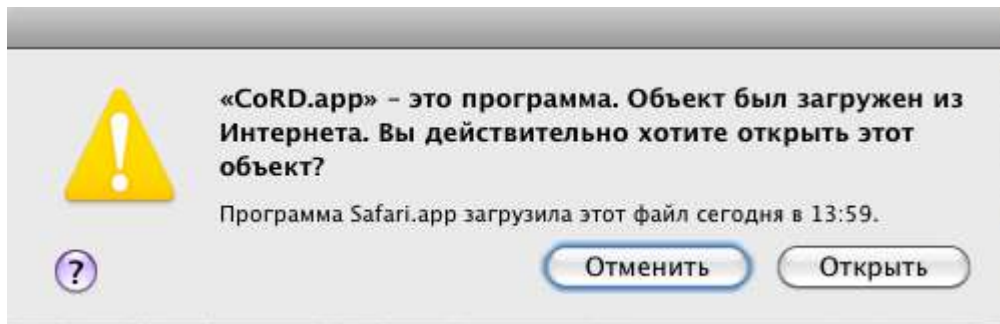 «CoRD.app» – это программа. Объект был загружен из
Интернета. Вы действительно хотите открыть этот
объект?
Программа Safari.app загрузила этот файл сегодня в 13:59.
?
Отменить
Открыть